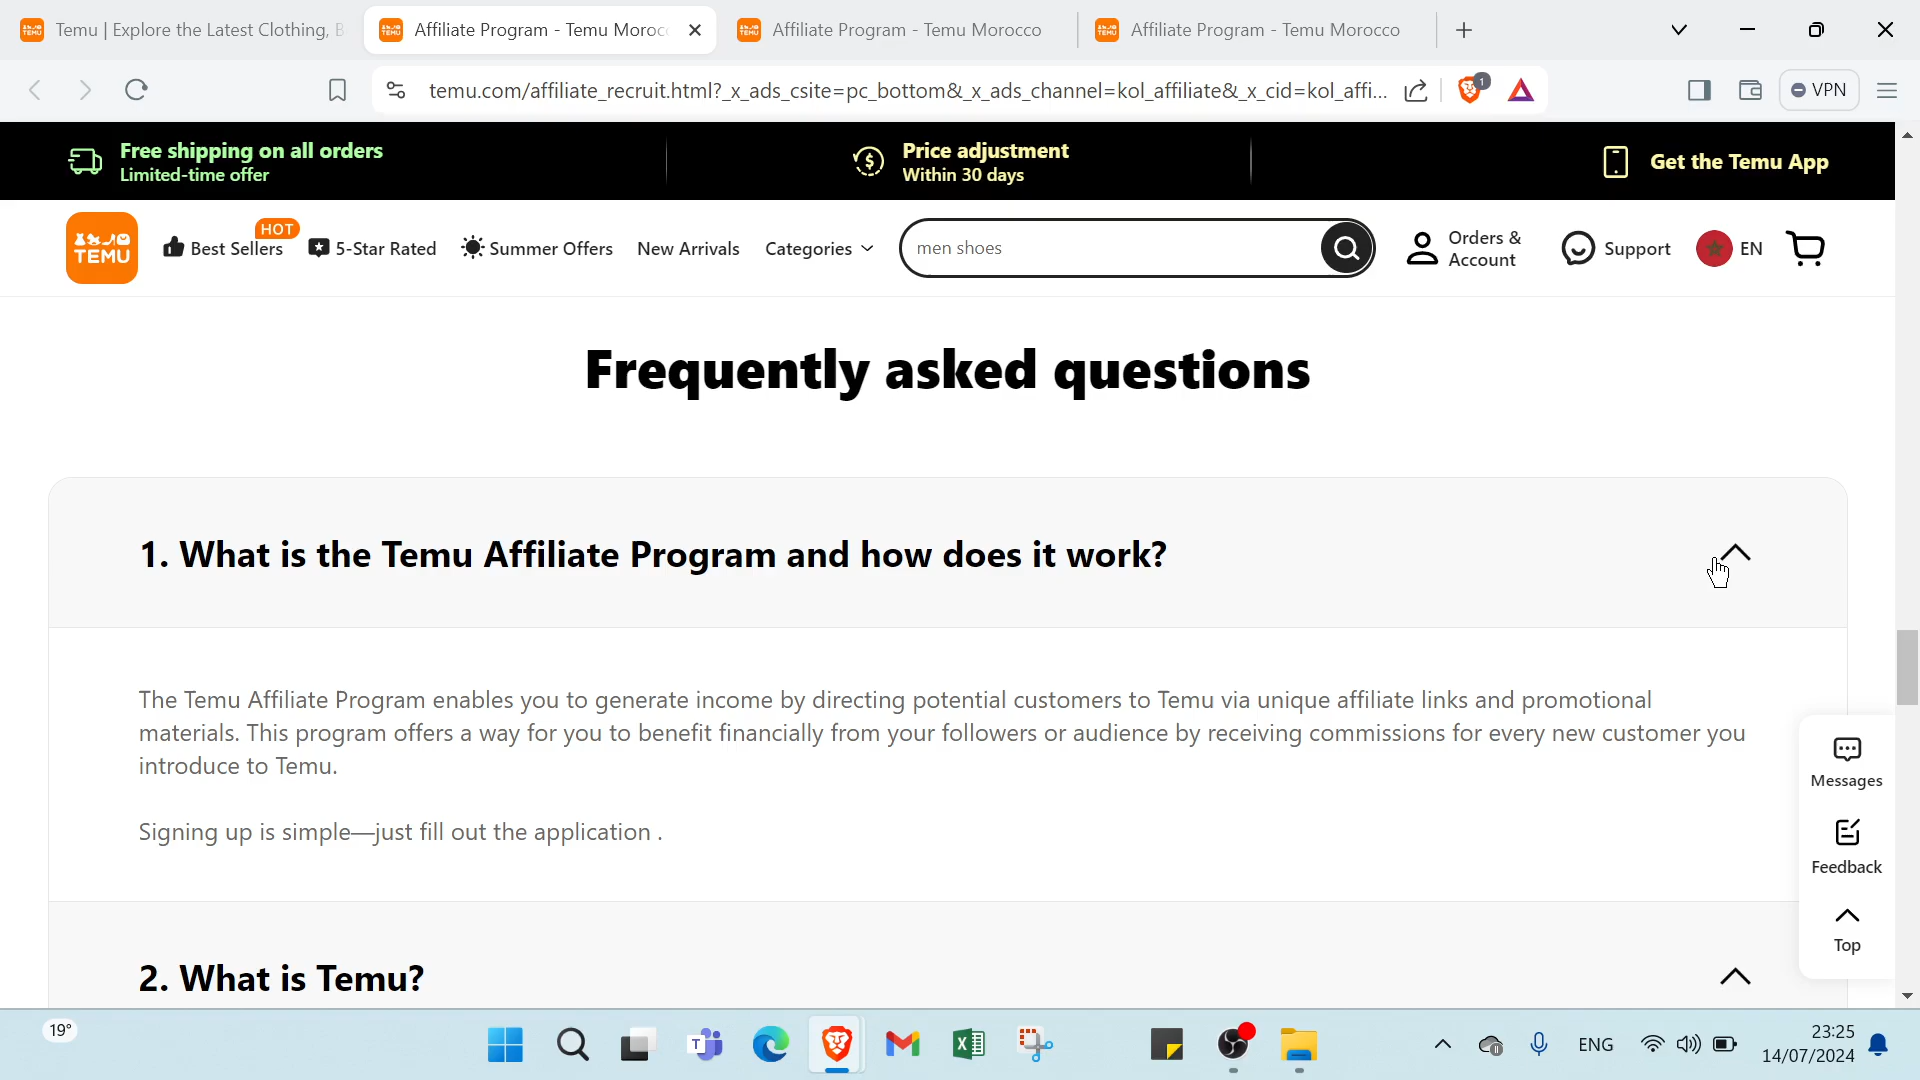 Temu | Explore the Latest Clothing, B
Affiliate Program - Temu Moroc
Affiliate Program - Temu Morocco
Affiliate Program - Temu Morocco
temu.com/affiliate_recruit.html?_x_ads_csite=pc_bottom&_x_ads_channel=kol_affiliate&_x_cid=kol_affi...
1
VPN
Free shipping on all orders
Limited-time offer
Price adjustment
Within 30 days
Get the Temu App
TEMU
Best Sellers
HOT
5-Star Rated
Summer Offers
New Arrivals
Categories
men shoes
Orders &
Account
Support
EN
Frequently asked questions
1. What is the Temu Affiliate Program and how does it work?
The Temu Affiliate Program enables you to generate income by directing potential customers to Temu via unique affiliate links and promotional
materials. This program offers a way for you to benefit financially from your followers or audience by receiving commissions for every new customer you
introduce to Temu.
Signing up is simple—just fill out the application .
Messages
Feedback
Top
2. What is Temu?
19°
ENG
23:25
14/07/2024